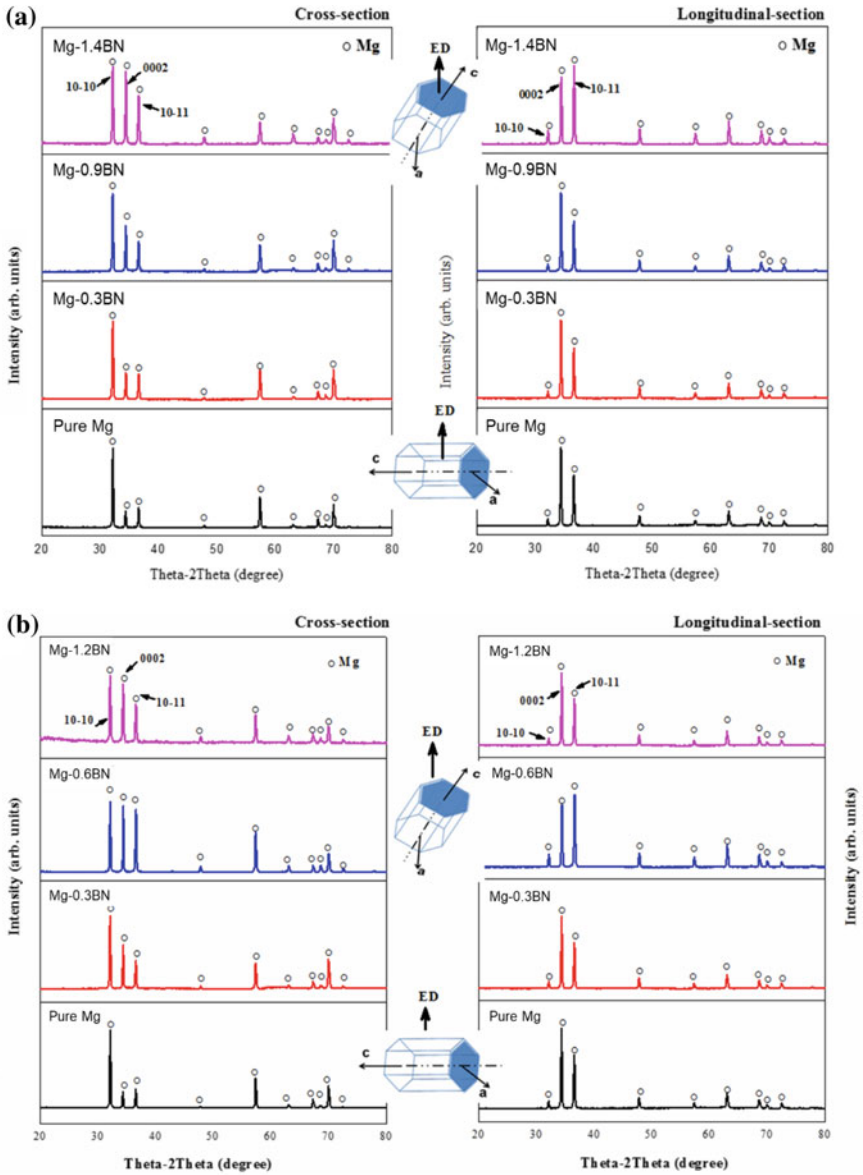 (a)
Cross-section
Mg-1.4BN
Mg
ED
c
a
10-10
0002
10-11
Mg-0.9BN
Mg-0.3BN
Pure Mg
Intensity (arb. units)
20 30 40 50 60 70 80
Theta-2Theta (degree)
ED
c
a
Longitudinal-section
Mg-1.4BN
Mg
0002
10-11
10-10
Mg-0.9BN
Mg-0.3BN
Pure Mg
Intensity (arb. units)
20 30 40 50 60 70 80
Theta-2Theta (degree)
(b)
Cross-section
Mg-1.2BN
Mg
0002
10-11
10-10
Mg-0.6BN
Mg-0.3BN
Pure Mg
Intensity (arb. units)
20 30 40 50 60 70 80
Theta-2Theta (degree)
ED
c
a
ED
c
a
Longitudinal-section
Mg-1.2BN
Mg
10-11
0002
10-10
Mg-0.6BN
Mg-0.3BN
Pure Mg
Intensity (arb. units)
20 30 40 50 60 70 80
Theta-2Theta (degree)